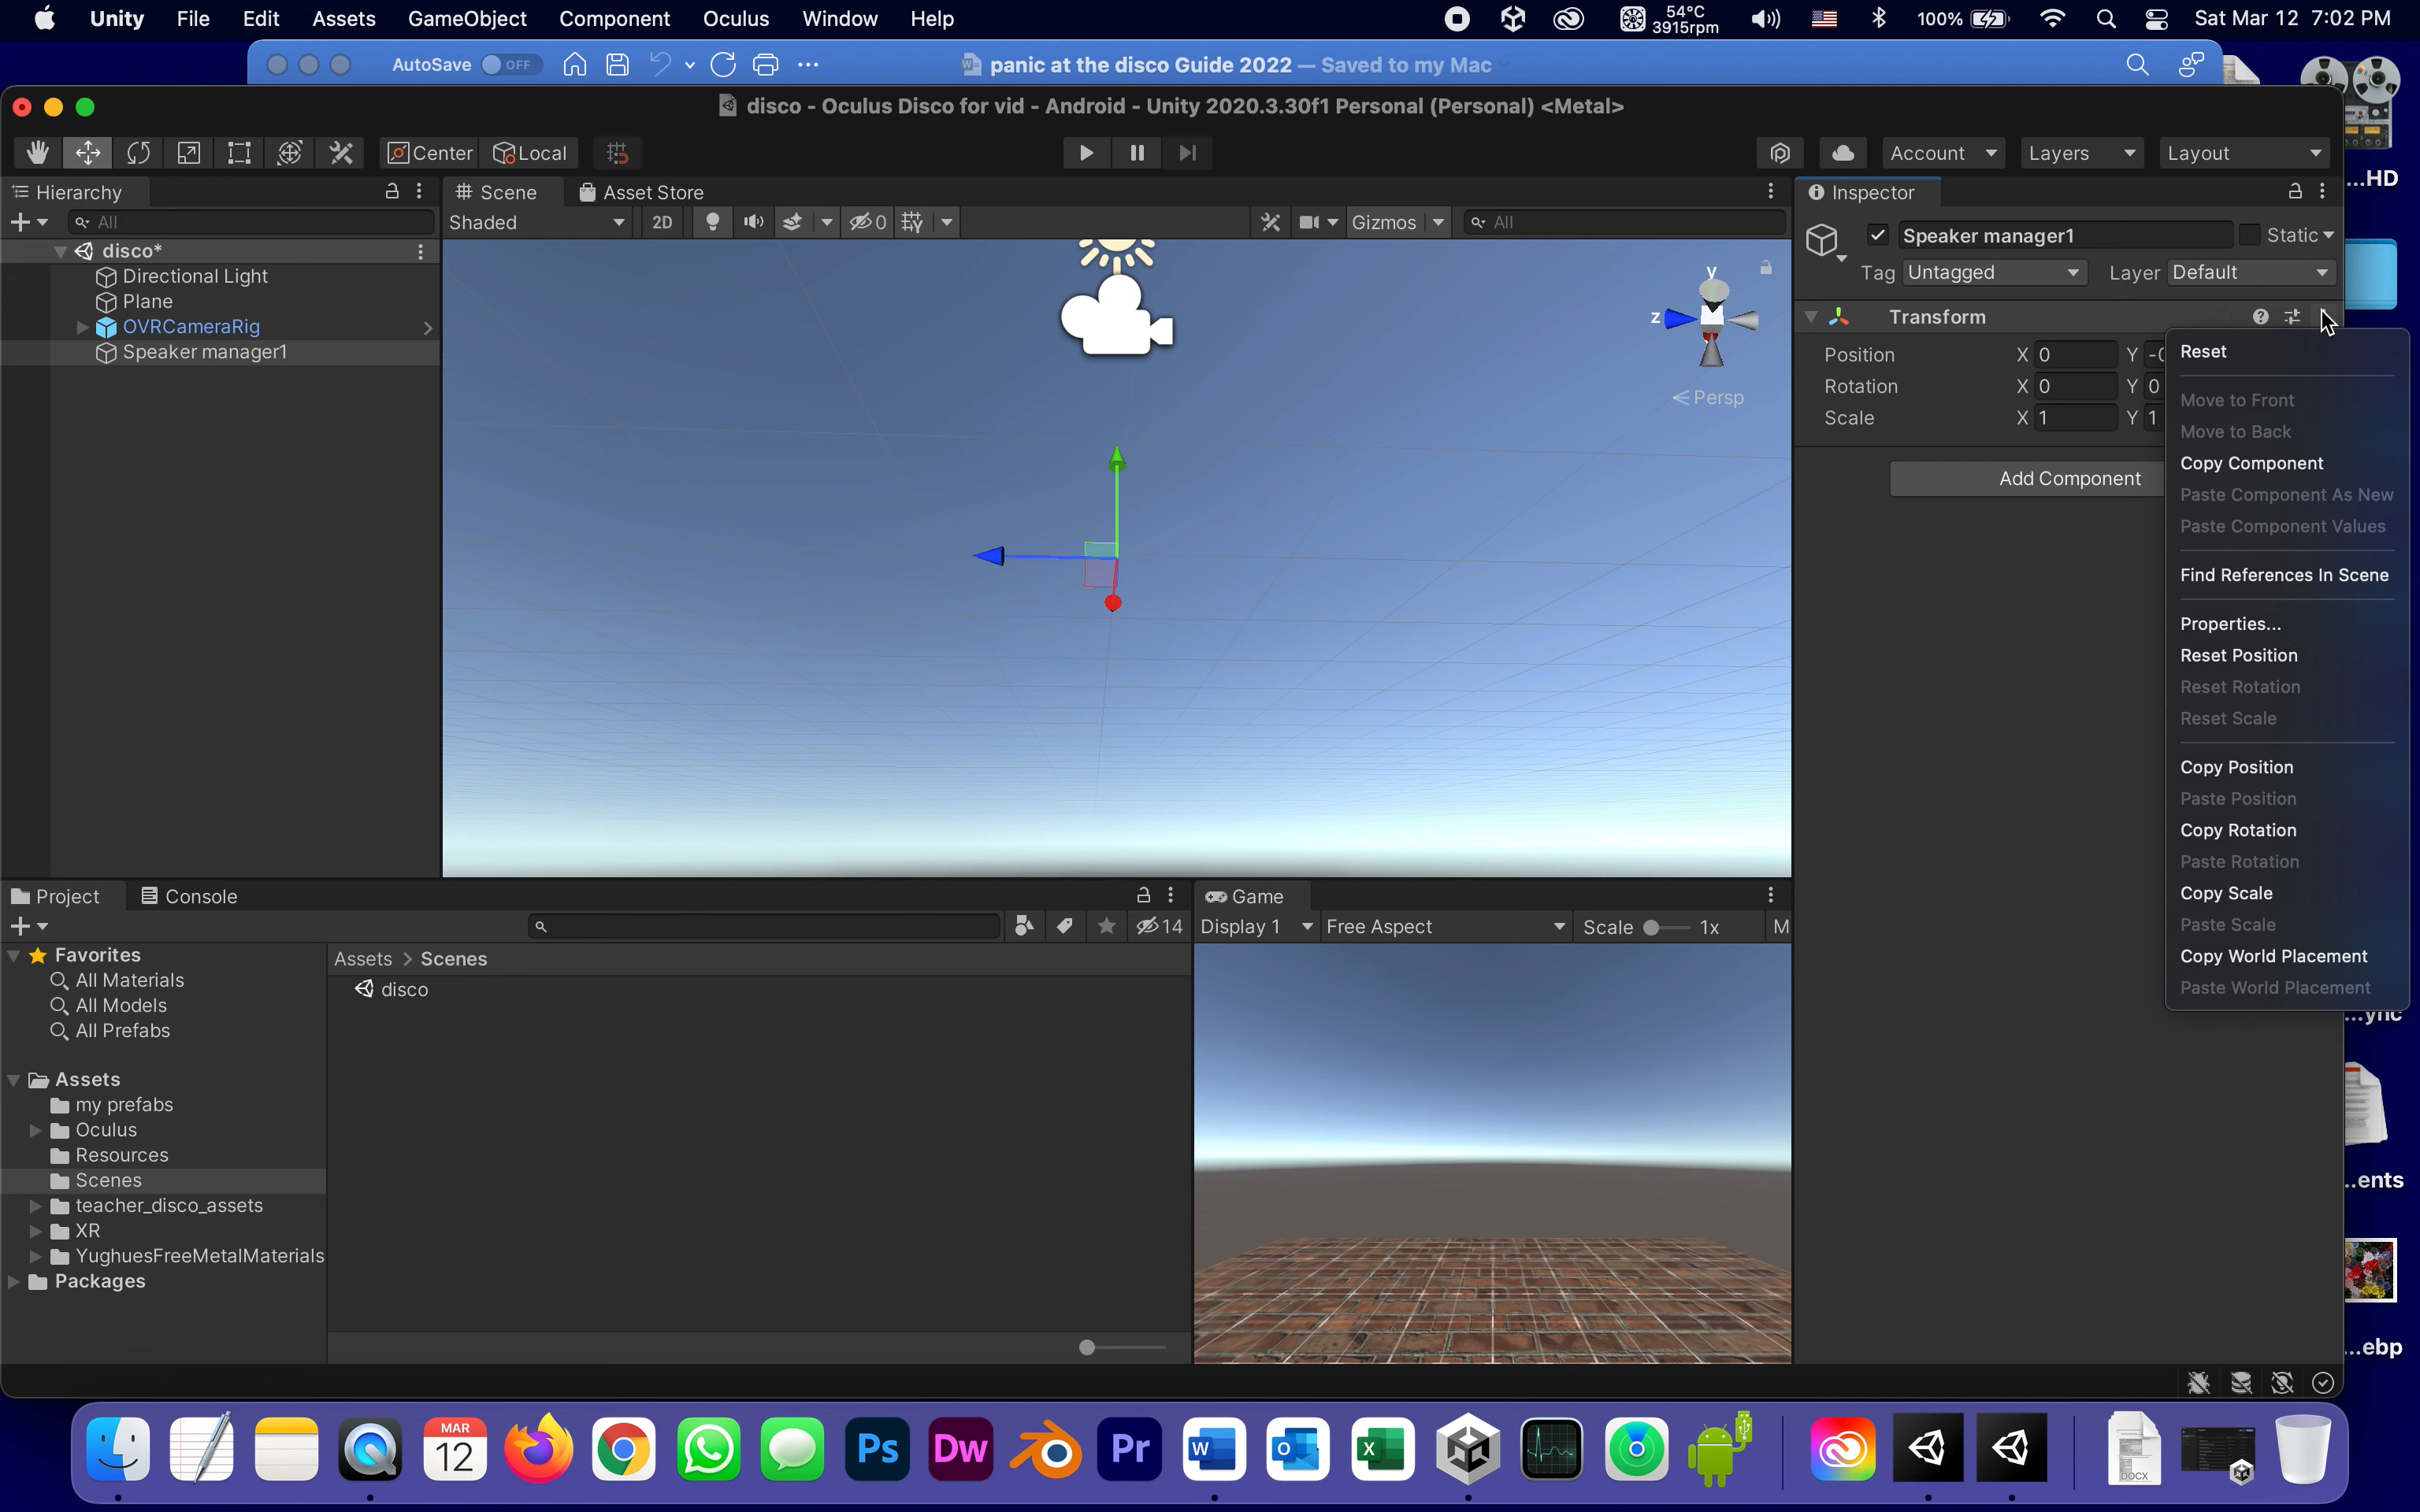 Unity File Edit Assets GameObject Component Oculus Window Help
54°C
3915rpm
100%
Sat Mar 12 7:02 PM
AutoSave OFF
panic at the disco Guide 2022 — Saved to my Mac
disco - Oculus Disco for vid - Android - Unity 2020.3.30f1 Personal (Personal) <Metal>
Center Local
Account Layers Layout
...HD
Hierarchy
All
disco*
Directional Light
Plane
OVRCameraRig
Speaker manager1
Scene Asset Store
Shaded 2D 0 Gizmos All
y
z
Persp
Inspector
Speaker manager1 Static
Tag Untagged Layer Default
Transform
Position X 0 Y
Rotation X 0 Y 0
Scale X 1 Y 1
Add Component
Reset
Move to Front
Move to Back
Copy Component
Paste Component As New
Paste Component Values
Find References In Scene
Properties...
Reset Position
Reset Rotation
Reset Scale
Copy Position
Paste Position
Copy Rotation
Paste Rotation
Copy Scale
Paste Scale
Copy World Placement
Paste World Placement
Project Console
14
Favorites
All Materials
All Models
All Prefabs
Assets
my prefabs
Oculus
Resources
Scenes
teacher_disco_assets
XR
YughuesFreeMetalMaterials
Packages
Assets > Scenes
disco
Game
Display 1 Free Aspect Scale 1x M
...ync
..ents
...ebp
MAR
12
Ps
Dw
Pr
W
O
X
DOCX